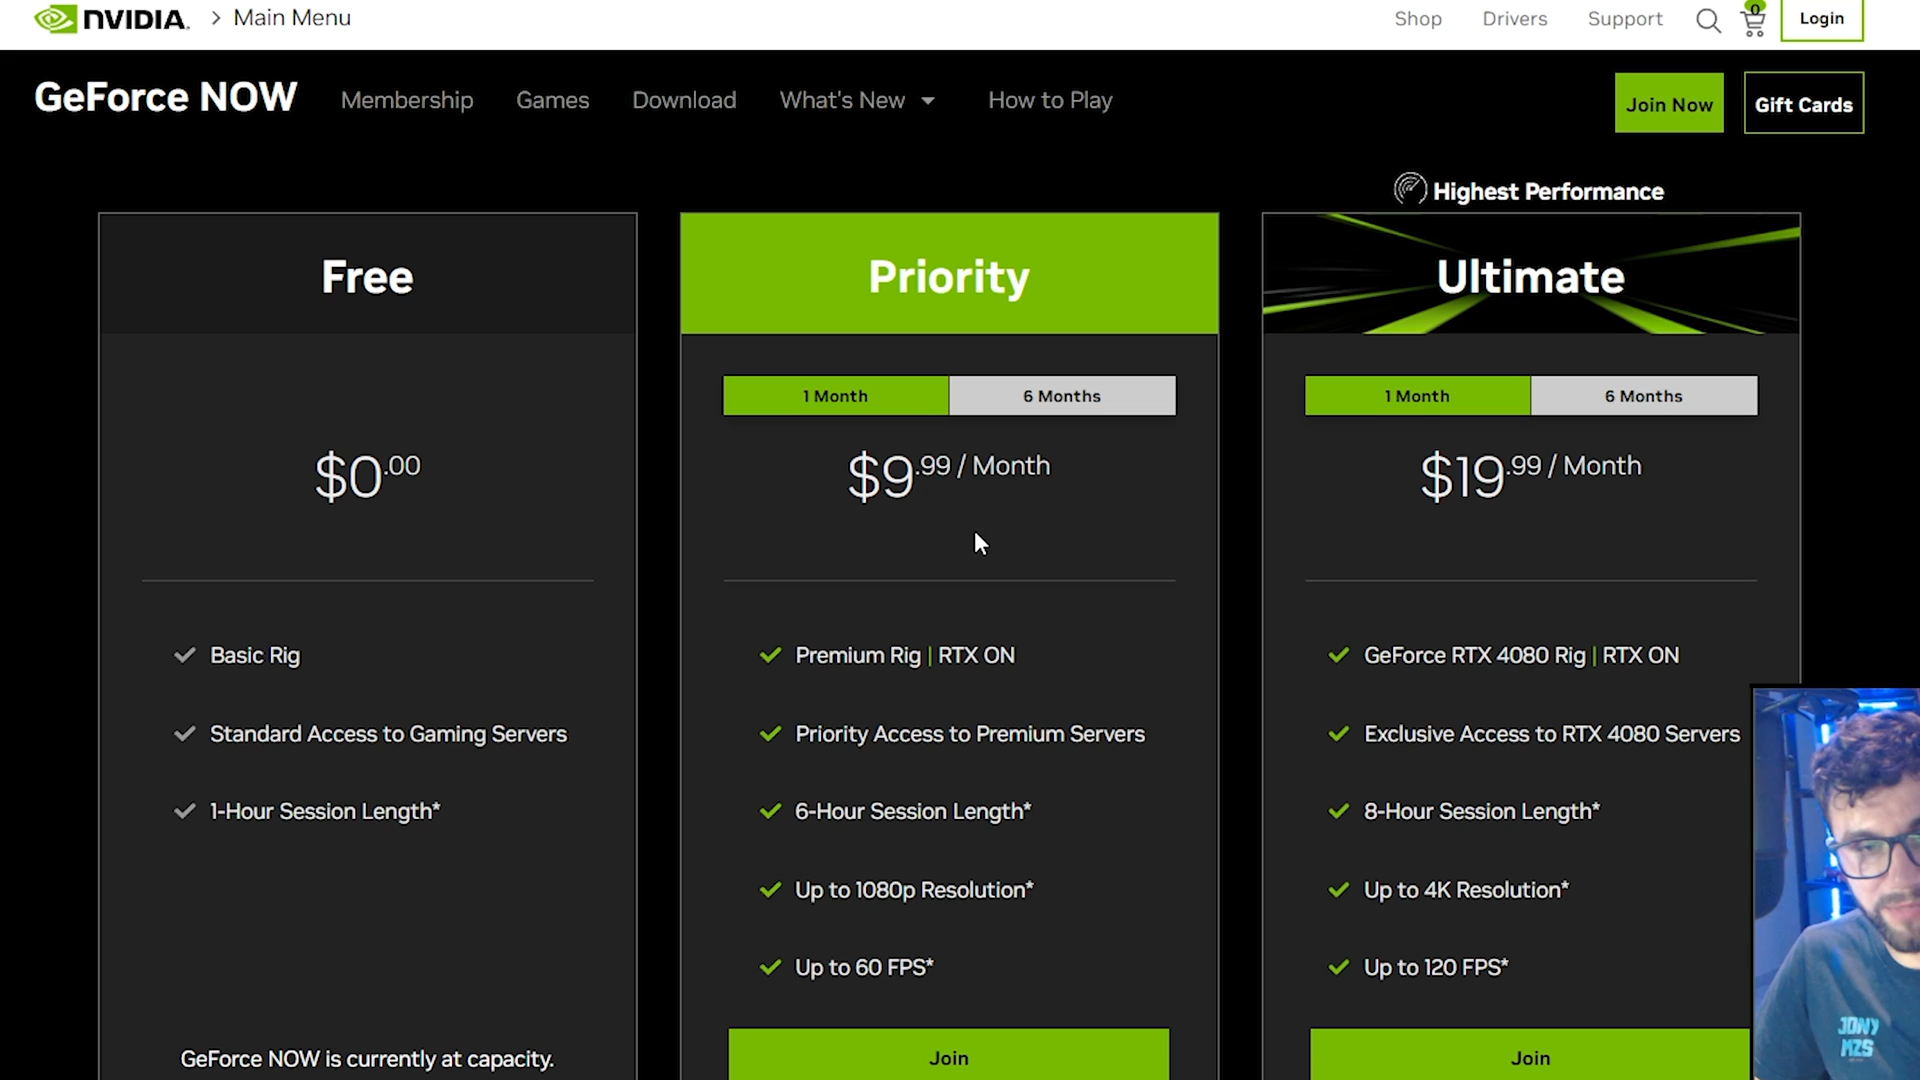 NVIDIA. > Main Menu
Shop
Drivers
Support
0
Login
GeForce NOW
Membership
Games
Download
What's New
How to Play
Join Now
Gift Cards
Highest Performance
Free
$0.00
Basic Rig
Standard Access to Gaming Servers
1-Hour Session Length*
GeForce NOW is currently at capacity.
Priority
1 Month
6 Months
$9.99 / Month
Premium Rig | RTX ON
Priority Access to Premium Servers
6-Hour Session Length*
Up to 1080p Resolution*
Up to 60 FPS*
Join
Ultimate
1 Month
6 Months
$19.99 / Month
GeForce RTX 4080 Rig | RTX ON
Exclusive Access to RTX 4080 Servers
8-Hour Session Length*
Up to 4K Resolution*
Up to 120 FPS*
Join
JONY
MZS